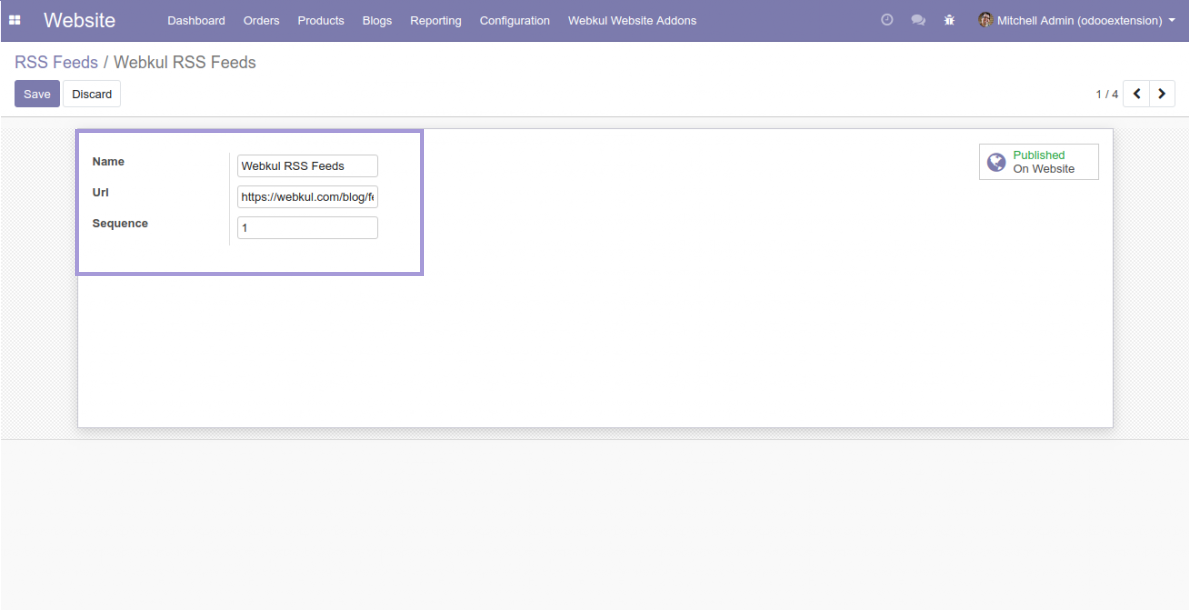 Website Dashboard Orders Products Blogs Reporting Configuration Webkul Website Addons Mitchell Admin (odooextension)
RSS Feeds / Webkul RSS Feeds
Save Discard 1 / 4
Name Webkul RSS Feeds
Url https://webkul.com/blog/fe
Sequence 1
Published
On Website